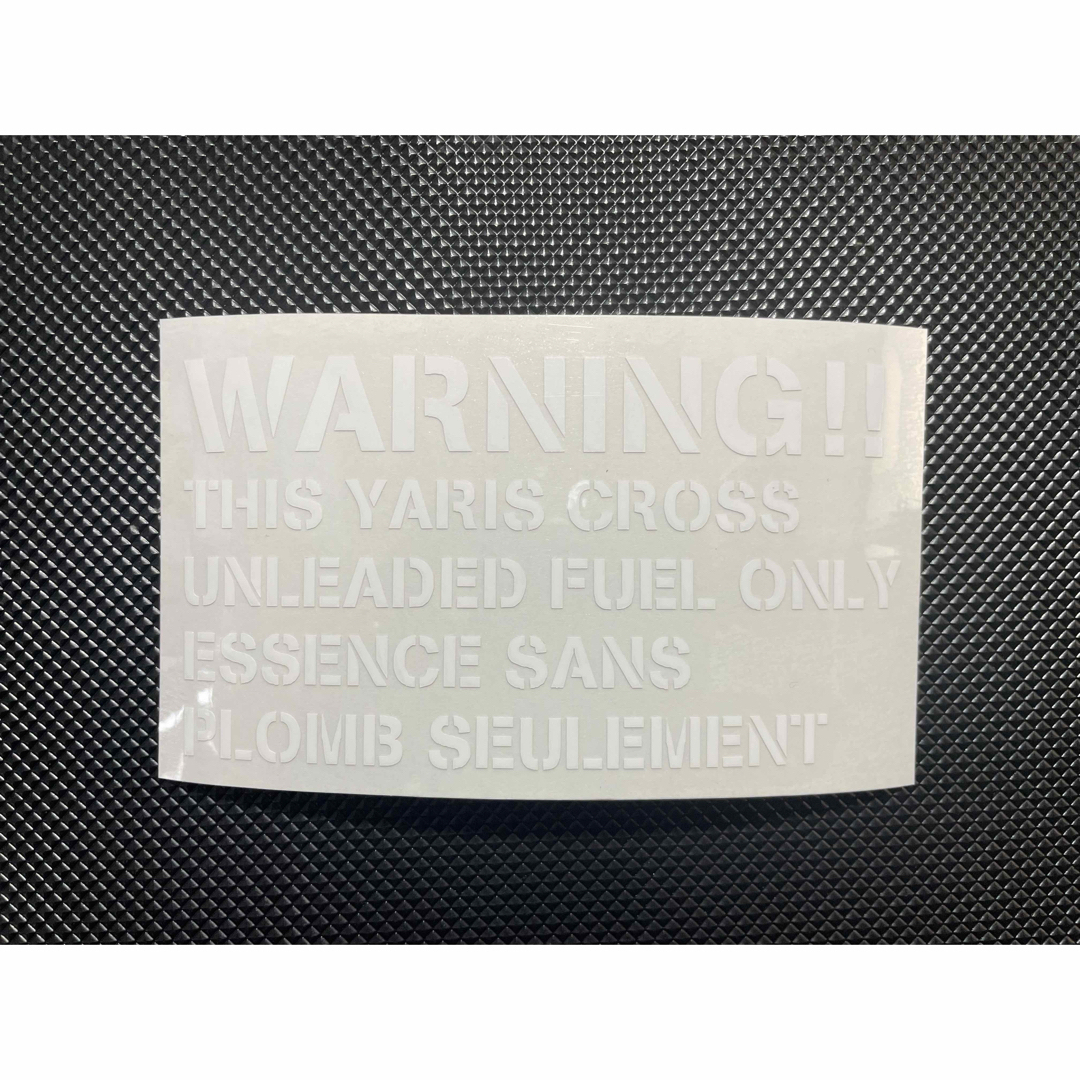 WARNING!!
THIS YARIS CROSS
UNLEADED FUEL ONLY
ESSENCE SANS
PLOMB SEULEMENT